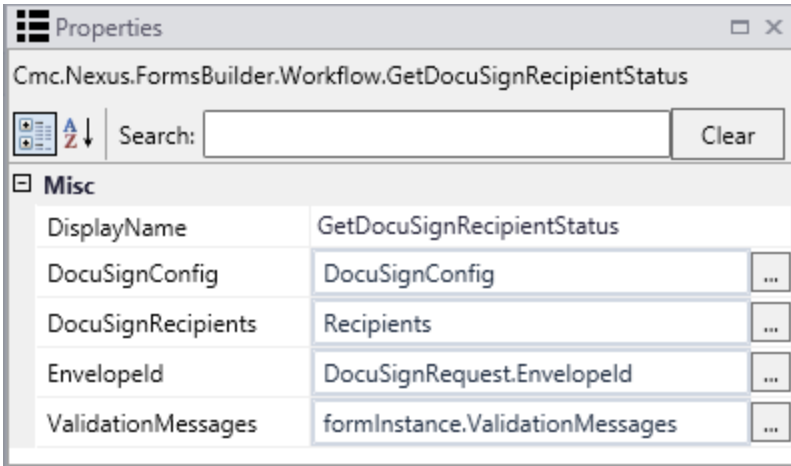 Properties
Cmc.Nexus.FormsBuilder.Workflow.GetDocuSignRecipientStatus
Search: Clear
Misc
DisplayName GetDocuSignRecipientStatus
DocuSignConfig DocuSignConfig ...
DocuSignRecipients Recipients ...
EnvelopeId DocuSignRequest.EnvelopeId ...
ValidationMessages formInstance.ValidationMessages ...